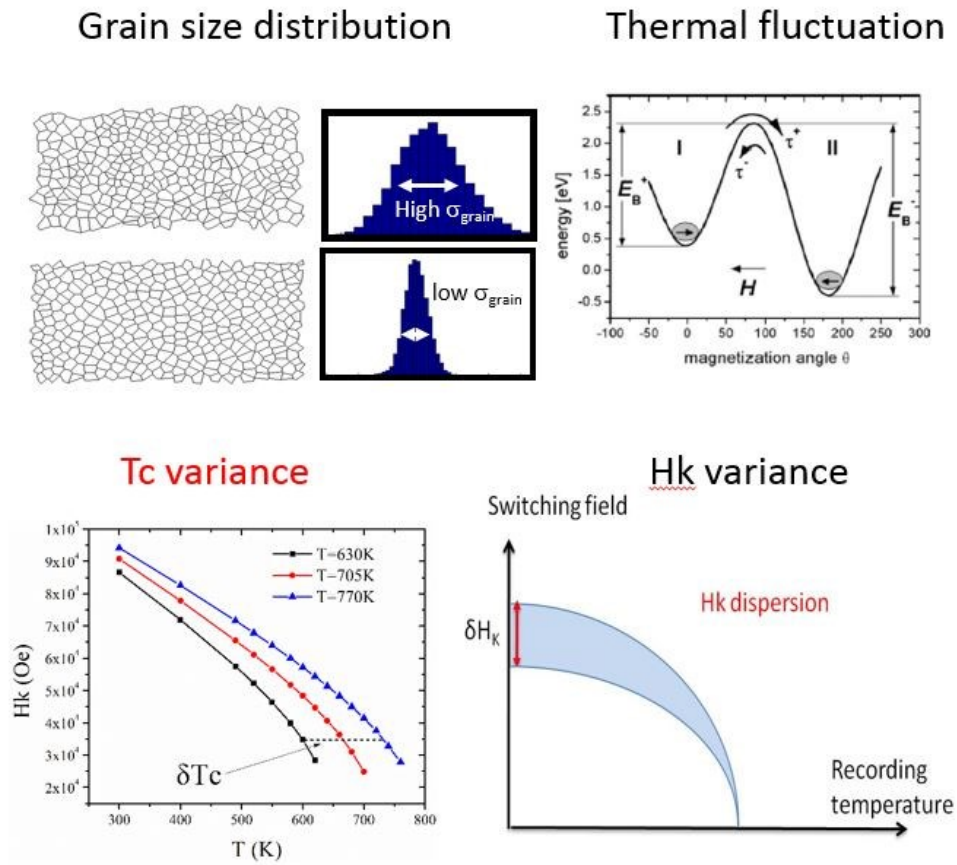 Grain size distribution
High σgrain
low σgrain
Thermal fluctuation
energy [eV]
2.5
2.0
1.5
1.0
0.5
0.0
-0.5
I
II
τ+
τ-
EB+
EB-
H
-100 -50 0 50 100 150 200 250 300
magnetization angle θ
Tc variance
Hk (Oe)
1x10⁵
9x10⁴
8x10⁴
7x10⁴
6x10⁴
5x10⁴
4x10⁴
3x10⁴
2x10⁴
T=630K
T=705K
T=770K
δTc
300 400 500 600 700 800
T (K)
Hk variance
Switching field
Hk dispersion
δHK
Recording
temperature